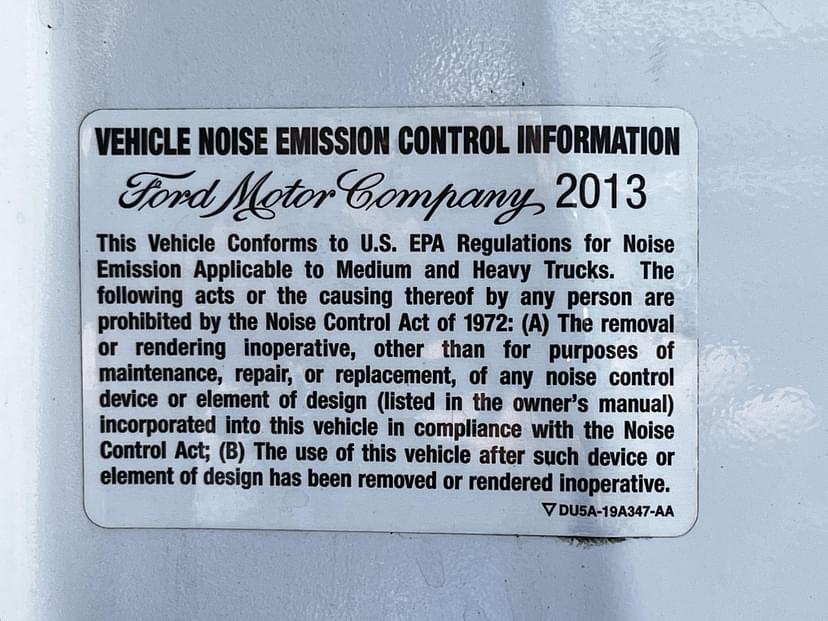 VEHICLE NOISE EMISSION CONTROL INFORMATION
Ford Motor Company 2013
This Vehicle Conforms to U.S. EPA Regulations for Noise
Emission Applicable to Medium and Heavy Trucks. The
following acts or the causing thereof by any person are
prohibited by the Noise Control Act of 1972: (A) The removal
or rendering inoperative, other than for purposes of
maintenance, repair, or replacement, of any noise control
device or element of design (listed in the owner's manual)
incorporated into this vehicle in compliance with the Noise
Control Act; (B) The use of this vehicle after such device or
element of design has been removed or rendered inoperative.
▽ DU5A-19A347-AA